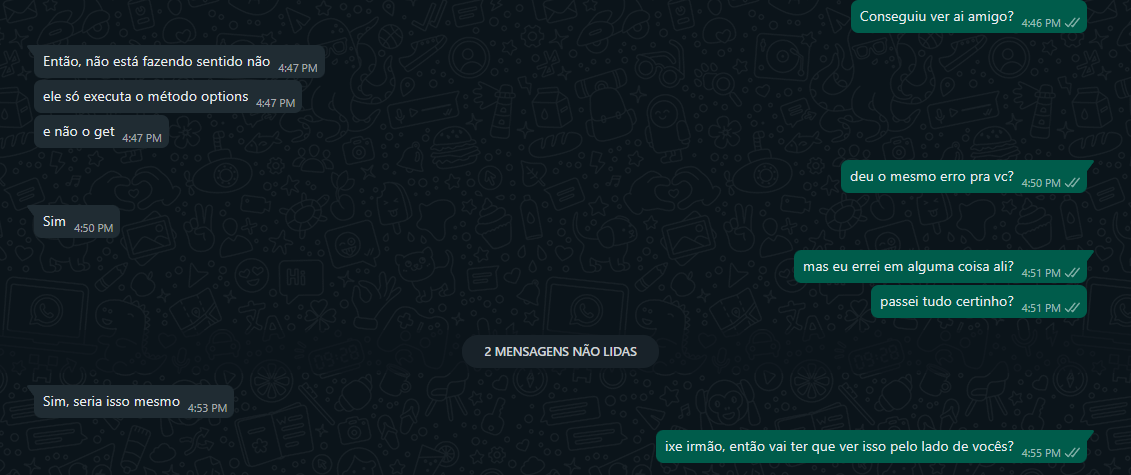 Conseguiu ver ai amigo? 4:46 PM
Então, não está fazendo sentido não 4:47 PM
ele só executa o método options 4:47 PM
e não o get 4:47 PM
deu o mesmo erro pra vc? 4:50 PM
Sim 4:50 PM
mas eu errei em alguma coisa ali? 4:51 PM
passei tudo certinho? 4:51 PM
2 MENSAGENS NÃO LIDAS
Sim, seria isso mesmo 4:53 PM
ixe irmão, então vai ter que ver isso pelo lado de vocês? 4:55 PM